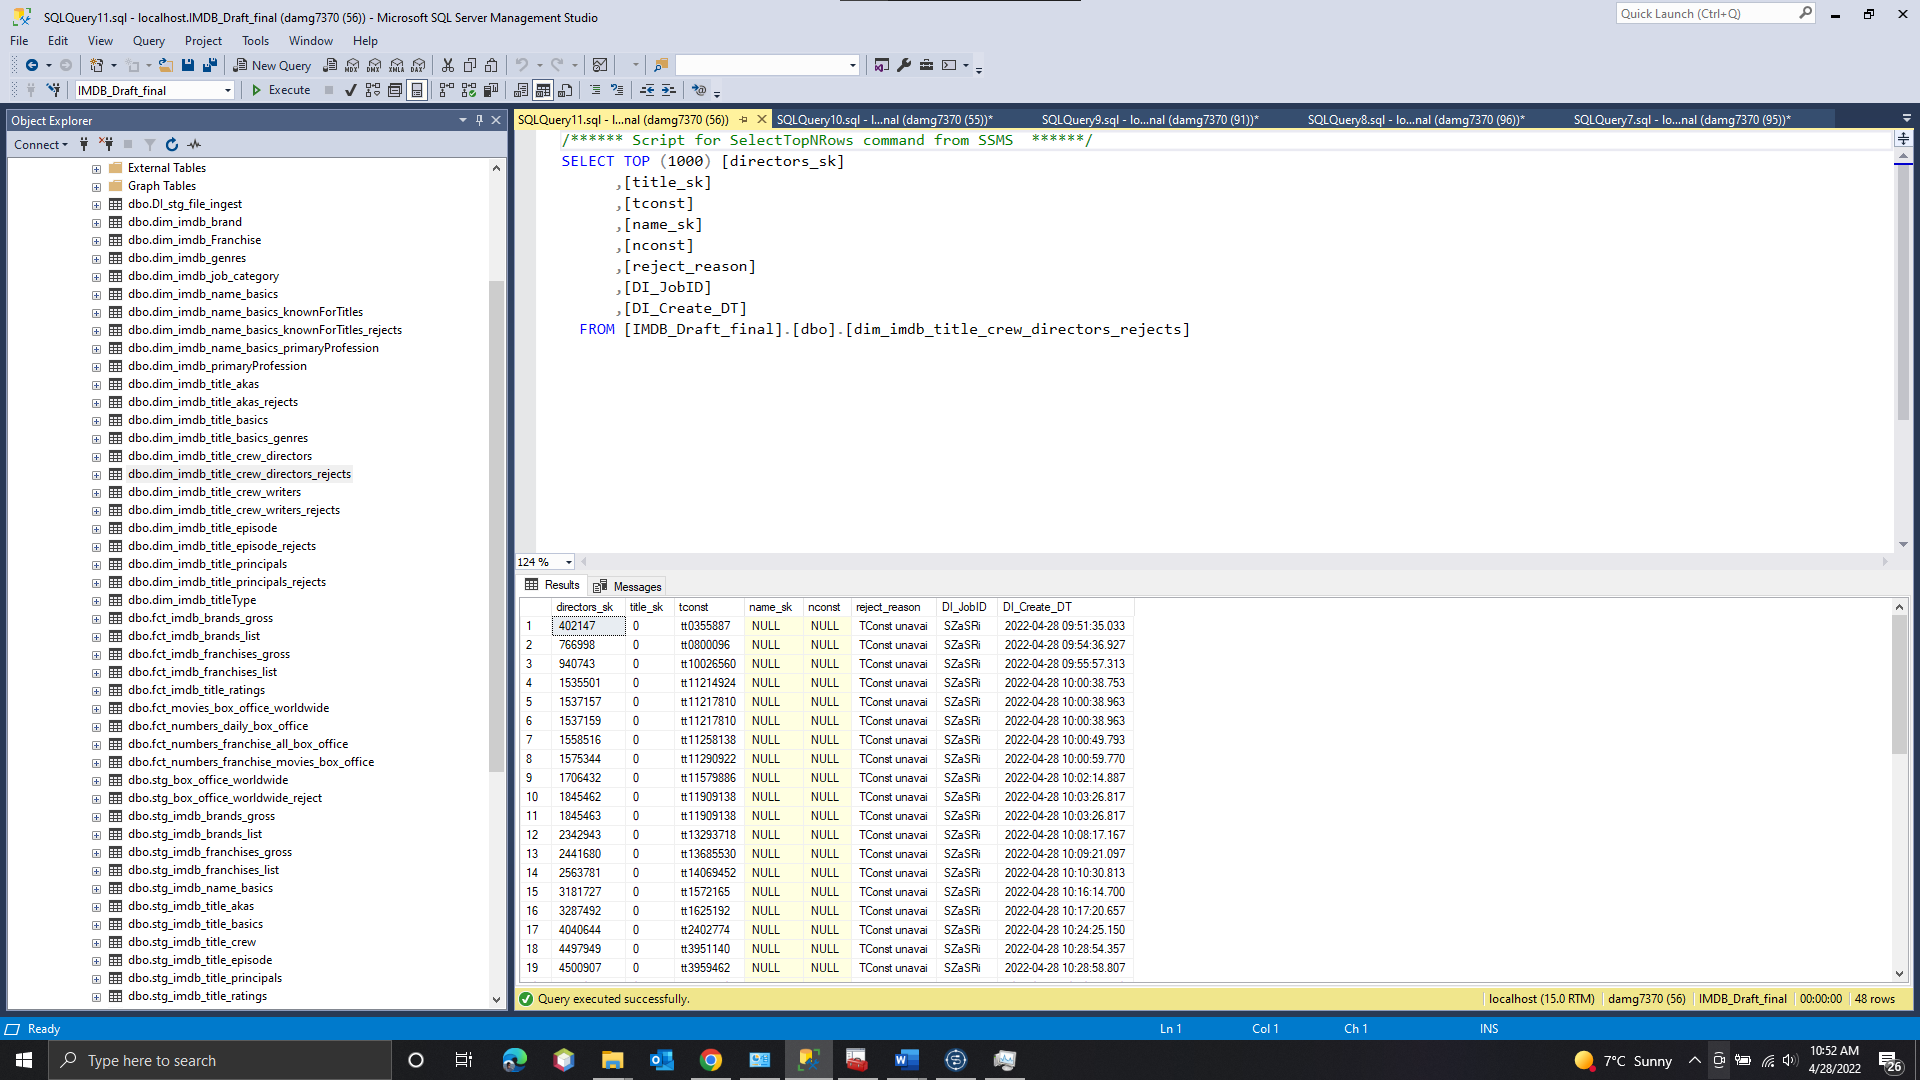 SQLQuery11.sql - localhost.IMDB_Draft_final (damg7370 (56)) - Microsoft SQL Server Management Studio
Quick Launch (Ctrl+Q)
File Edit View Query Project Tools Window Help
New Query
IMDB_Draft_final Execute
Object Explorer
Connect
External Tables
Graph Tables
dbo.DI_stg_file_ingest
dbo.dim_imdb_brand
dbo.dim_imdb_Franchise
dbo.dim_imdb_genres
dbo.dim_imdb_job_category
dbo.dim_imdb_name_basics
dbo.dim_imdb_name_basics_knownForTitles
dbo.dim_imdb_name_basics_knownForTitles_rejects
dbo.dim_imdb_name_basics_primaryProfession
dbo.dim_imdb_primaryProfession
dbo.dim_imdb_title_akas
dbo.dim_imdb_title_akas_rejects
dbo.dim_imdb_title_basics
dbo.dim_imdb_title_basics_genres
dbo.dim_imdb_title_crew_directors
dbo.dim_imdb_title_crew_directors_rejects
dbo.dim_imdb_title_crew_writers
dbo.dim_imdb_title_crew_writers_rejects
dbo.dim_imdb_title_episode
dbo.dim_imdb_title_episode_rejects
dbo.dim_imdb_title_principals
dbo.dim_imdb_title_principals_rejects
dbo.dim_imdb_titleType
dbo.fct_imdb_brands_gross
dbo.fct_imdb_brands_list
dbo.fct_imdb_franchises_gross
dbo.fct_imdb_franchises_list
dbo.fct_imdb_title_ratings
dbo.fct_movies_box_office_worldwide
dbo.fct_numbers_daily_box_office
dbo.fct_numbers_franchise_all_box_office
dbo.fct_numbers_franchise_movies_box_office
dbo.stg_box_office_worldwide
dbo.stg_box_office_worldwide_reject
dbo.stg_imdb_brands_gross
dbo.stg_imdb_brands_list
dbo.stg_imdb_franchises_gross
dbo.stg_imdb_franchises_list
dbo.stg_imdb_name_basics
dbo.stg_imdb_title_akas
dbo.stg_imdb_title_basics
dbo.stg_imdb_title_crew
dbo.stg_imdb_title_episode
dbo.stg_imdb_title_principals
dbo.stg_imdb_title_ratings
SQLQuery11.sql - l...nal (damg7370 (56)) SQLQuery10.sql - l...nal (damg7370 (55))* SQLQuery9.sql - lo...nal (damg7370 (91))* SQLQuery8.sql - lo...nal (damg7370 (96))* SQLQuery7.sql - lo...nal (damg7370 (95))*
/****** Script for SelectTopNRows command from SSMS ******/
SELECT TOP (1000) [directors_sk]
,[title_sk]
,[tconst]
,[name_sk]
,[nconst]
,[reject_reason]
,[DI_JobID]
,[DI_Create_DT]
FROM [IMDB_Draft_final].[dbo].[dim_imdb_title_crew_directors_rejects]
124 %
Results Messages
directors_sk title_sk tconst name_sk nconst reject_reason DI_JobID DI_Create_DT
1 402147 0 tt0355887 NULL NULL TConst unavai SZaSRi 2022-04-28 09:51:35.033
2 766998 0 tt0800096 NULL NULL TConst unavai SZaSRi 2022-04-28 09:54:36.927
3 940743 0 tt10026560 NULL NULL TConst unavai SZaSRi 2022-04-28 09:55:57.313
4 1535501 0 tt11214924 NULL NULL TConst unavai SZaSRi 2022-04-28 10:00:38.753
5 1537157 0 tt11217810 NULL NULL TConst unavai SZaSRi 2022-04-28 10:00:38.963
6 1537159 0 tt11217810 NULL NULL TConst unavai SZaSRi 2022-04-28 10:00:38.963
7 1558516 0 tt11258138 NULL NULL TConst unavai SZaSRi 2022-04-28 10:00:49.793
8 1575344 0 tt11290922 NULL NULL TConst unavai SZaSRi 2022-04-28 10:00:59.770
9 1706432 0 tt11579886 NULL NULL TConst unavai SZaSRi 2022-04-28 10:02:14.887
10 1845462 0 tt11909138 NULL NULL TConst unavai SZaSRi 2022-04-28 10:03:26.817
11 1845463 0 tt11909138 NULL NULL TConst unavai SZaSRi 2022-04-28 10:03:26.817
12 2342943 0 tt13293718 NULL NULL TConst unavai SZaSRi 2022-04-28 10:08:17.167
13 2441680 0 tt13685530 NULL NULL TConst unavai SZaSRi 2022-04-28 10:09:21.097
14 2563781 0 tt14069452 NULL NULL TConst unavai SZaSRi 2022-04-28 10:10:30.813
15 3181727 0 tt1572165 NULL NULL TConst unavai SZaSRi 2022-04-28 10:16:14.700
16 3287492 0 tt1625192 NULL NULL TConst unavai SZaSRi 2022-04-28 10:17:20.657
17 4040644 0 tt2402774 NULL NULL TConst unavai SZaSRi 2022-04-28 10:24:25.150
18 4497949 0 tt3951140 NULL NULL TConst unavai SZaSRi 2022-04-28 10:28:54.357
19 4500907 0 tt3959462 NULL NULL TConst unavai SZaSRi 2022-04-28 10:28:58.807
Query executed successfully. localhost (15.0 RTM) damg7370 (56) IMDB_Draft_final 00:00:00 48 rows
Ready Ln 1 Col 1 Ch 1 INS
Type here to search
7°C Sunny
10:52 AM
4/28/2022
26